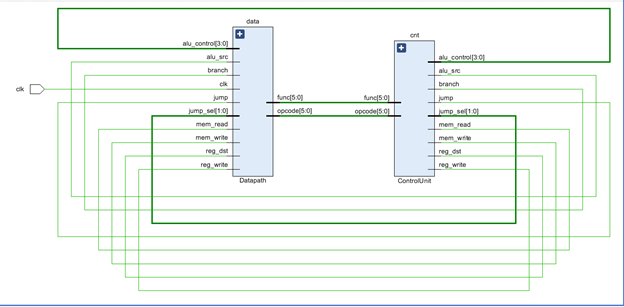 data
cnt
alu_control[3:0]
alu_src
branch
clk
clk
jump
jump_sel[1:0]
mem_read
mem_write
reg_dst
reg_write
func[5:0]
opcode[5:0]
Datapath
func[5:0]
opcode[5:0]
alu_control[3:0]
alu_src
branch
jump
jump_sel[1:0]
mem_read
mem_write
reg_dst
reg_write
ControlUnit